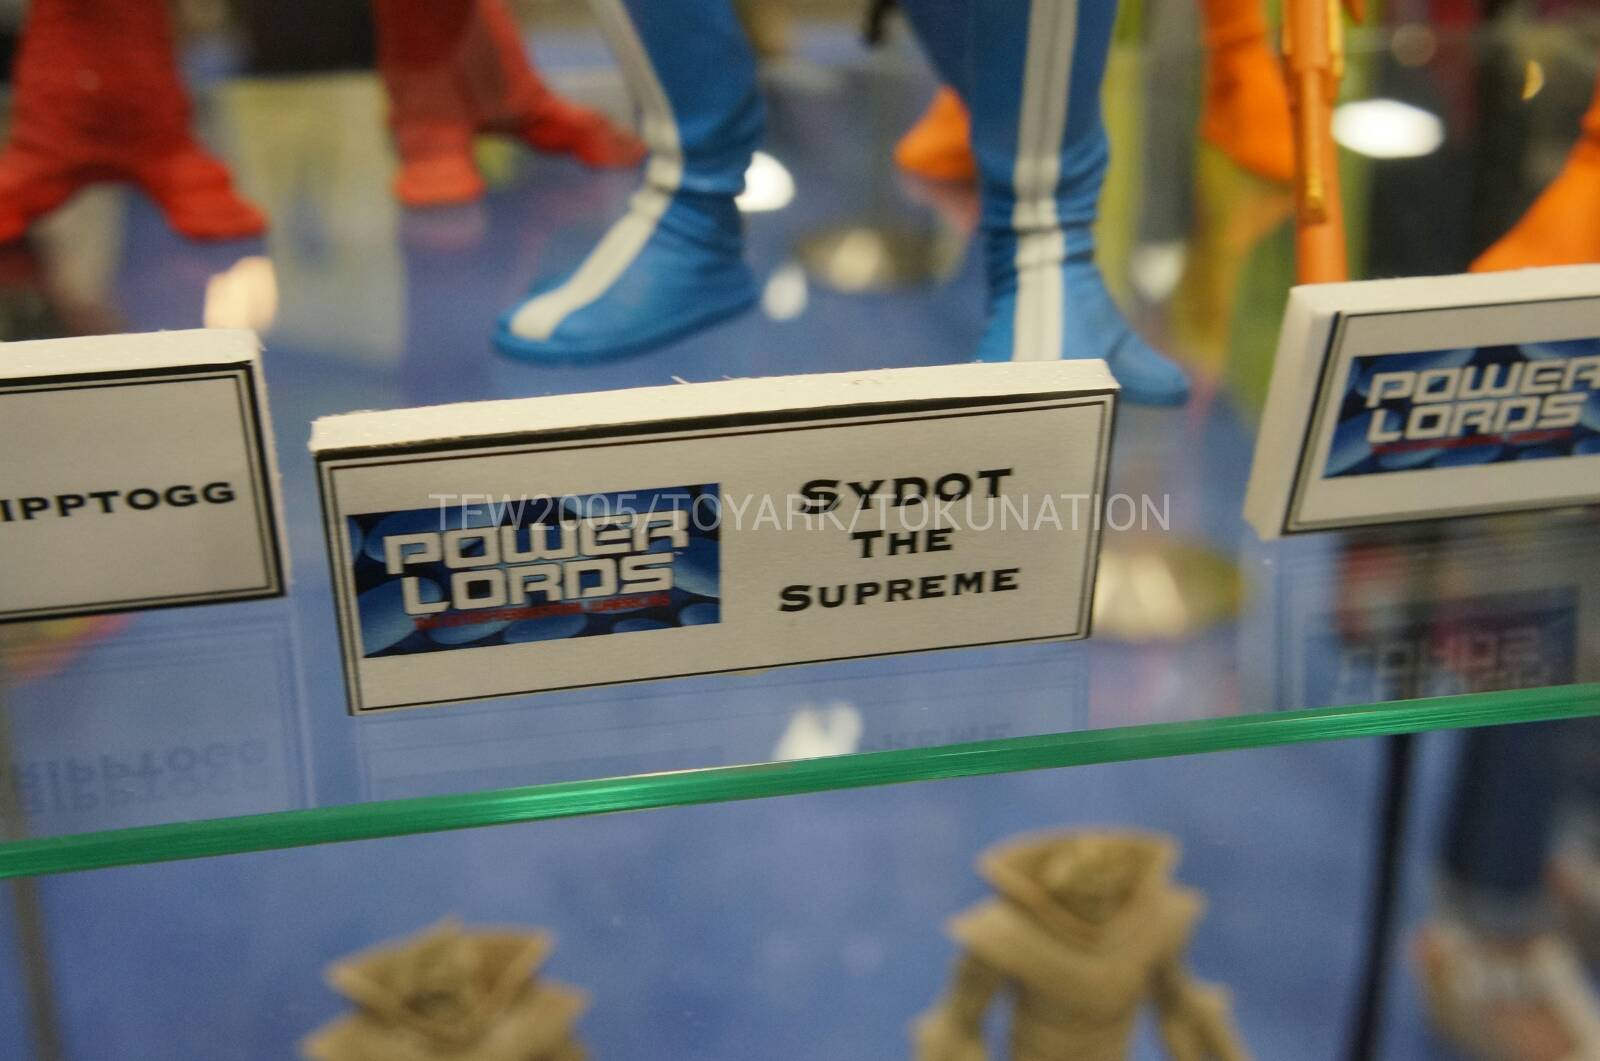 IPPTOGG
POWER
LORDS
SYDOT
THE
SUPREME
POWER
LORDS
TFW2005/TOYARK/TOKUNATION